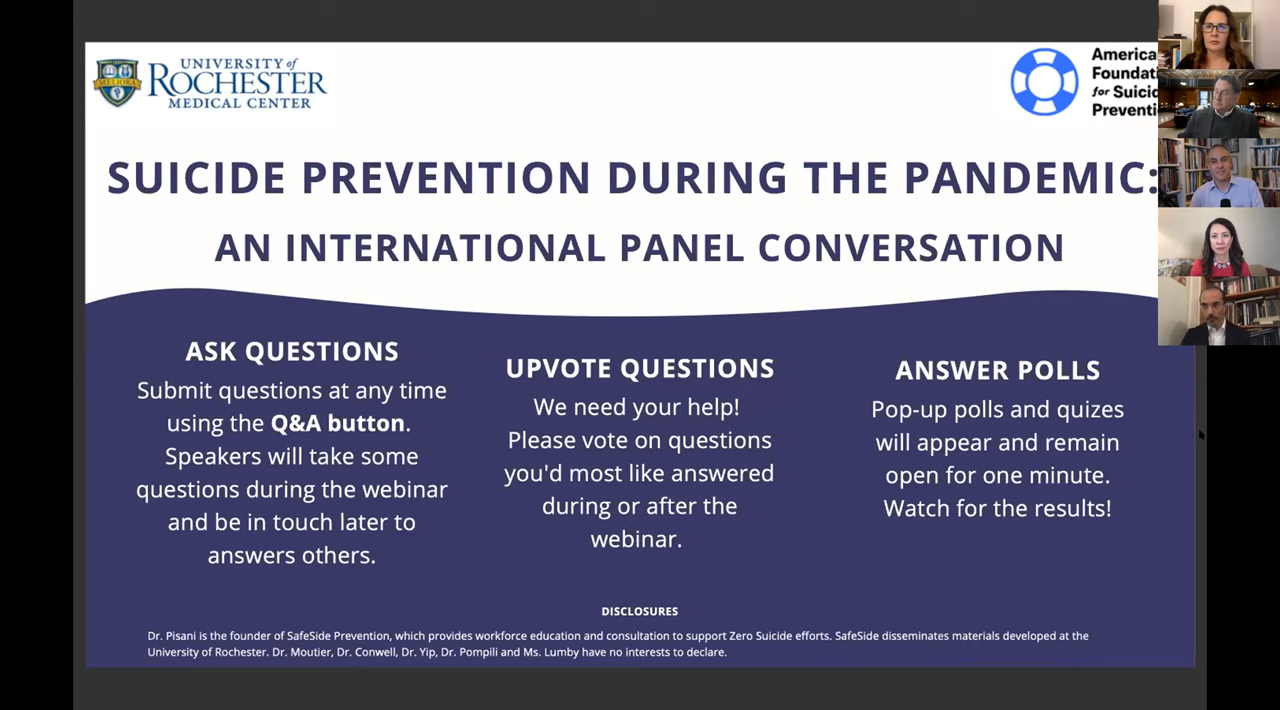 UNIVERSITY of
ROCHESTER
MEDICAL CENTER
MELIORA
America
Foundati
for Suicid
Preventi
SUICIDE PREVENTION DURING THE PANDEMIC:
AN INTERNATIONAL PANEL CONVERSATION
ASK QUESTIONS
Submit questions at any time
using the Q&A button.
Speakers will take some
questions during the webinar
and be in touch later to
answers others.
UPVOTE QUESTIONS
We need your help!
Please vote on questions
you'd most like answered
during or after the
webinar.
ANSWER POLLS
Pop-up polls and quizes
will appear and remain
open for one minute.
Watch for the results!
DISCLOSURES
Dr. Pisani is the founder of SafeSide Prevention, which provides workforce education and consultation to support Zero Suicide efforts. SafeSide disseminates materials developed at the
University of Rochester. Dr. Moutier, Dr. Conwell, Dr. Yip, Dr. Pompili and Ms. Lumby have no interests to declare.